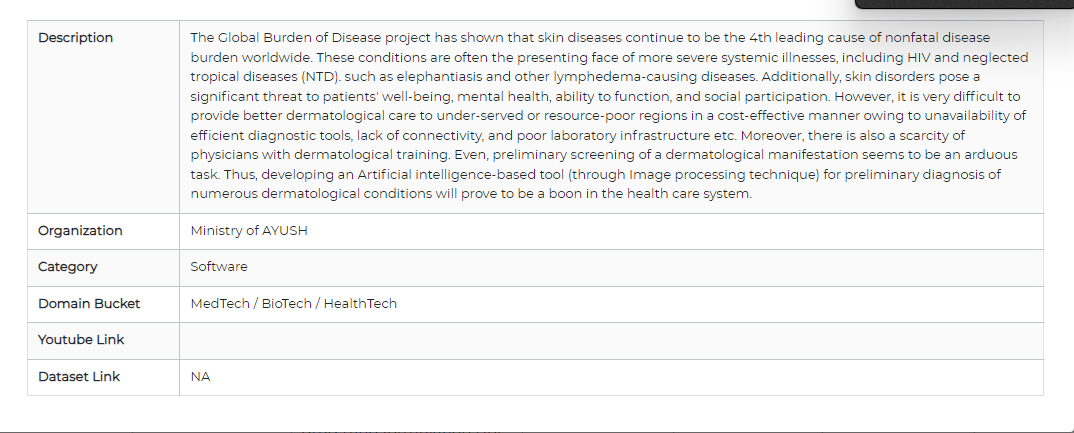 Description
The Global Burden of Disease project has shown that skin diseases continue to be the 4th leading cause of nonfatal disease
burden worldwide. These conditions are often the presenting face of more severe systemic illnesses, including HIV and neglected
tropical diseases (NTD). such as elephantiasis and other lymphedema-causing diseases. Additionally, skin disorders pose a
significant threat to patients' well-being, mental health, ability to function, and social participation. However, it is very difficult to
provide better dermatological care to under-served or resource-poor regions in a cost-effective manner owing to unavailability of
efficient diagnostic tools, lack of connectivity, and poor laboratory infrastructure etc. Moreover, there is also a scarcity of
physicians with dermatological training. Even, preliminary screening of a dermatological manifestation seems to be an arduous
task. Thus, developing an Artificial intelligence-based tool (through Image processing technique) for preliminary diagnosis of
numerous dermatological conditions will prove to be a boon in the health care system.
Organization Ministry of AYUSH
Category Software
Domain Bucket MedTech / BioTech / HealthTech
Youtube Link
Dataset Link NA